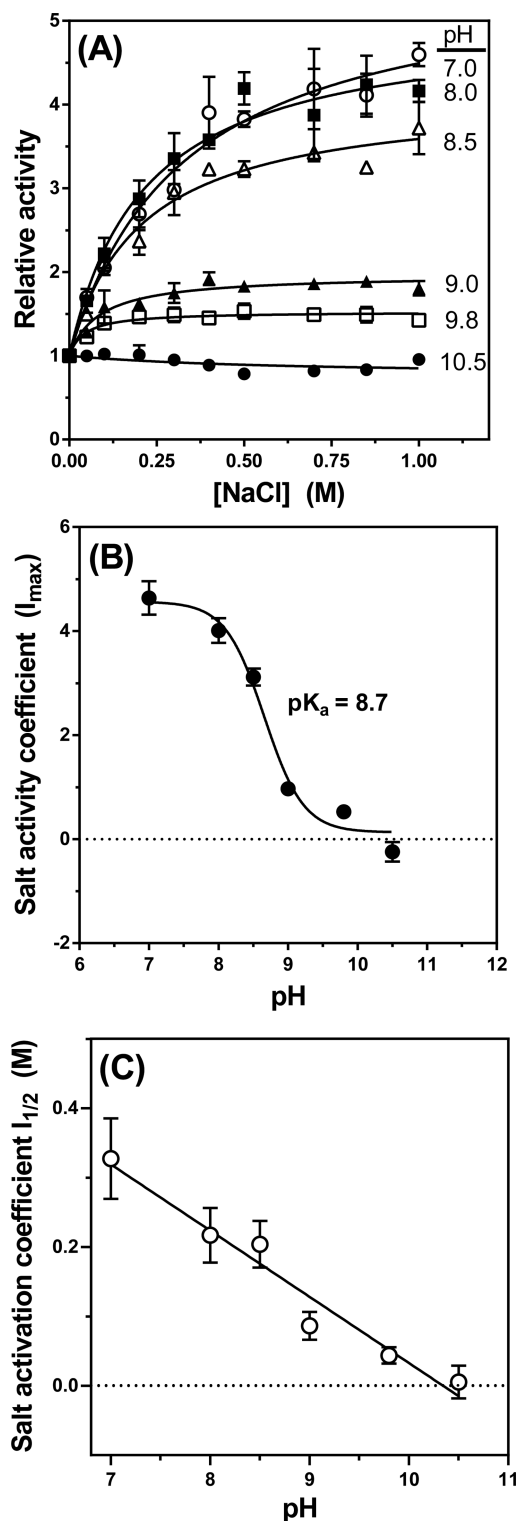 (A)
pH
7.0
8.0
8.5
9.0
9.8
10.5
Relative activity
5
4
3
2
1
0
0.00 0.25 0.50 0.75 1.00
[NaCl] (M)
(B)
Salt activity coefficient (Imax)
6
4
2
0
-2
pKa = 8.7
6 7 8 9 10 11 12
pH
(C)
Salt activation coefficient I1/2 (M)
0.4
0.2
0.0
7 8 9 10 11
pH